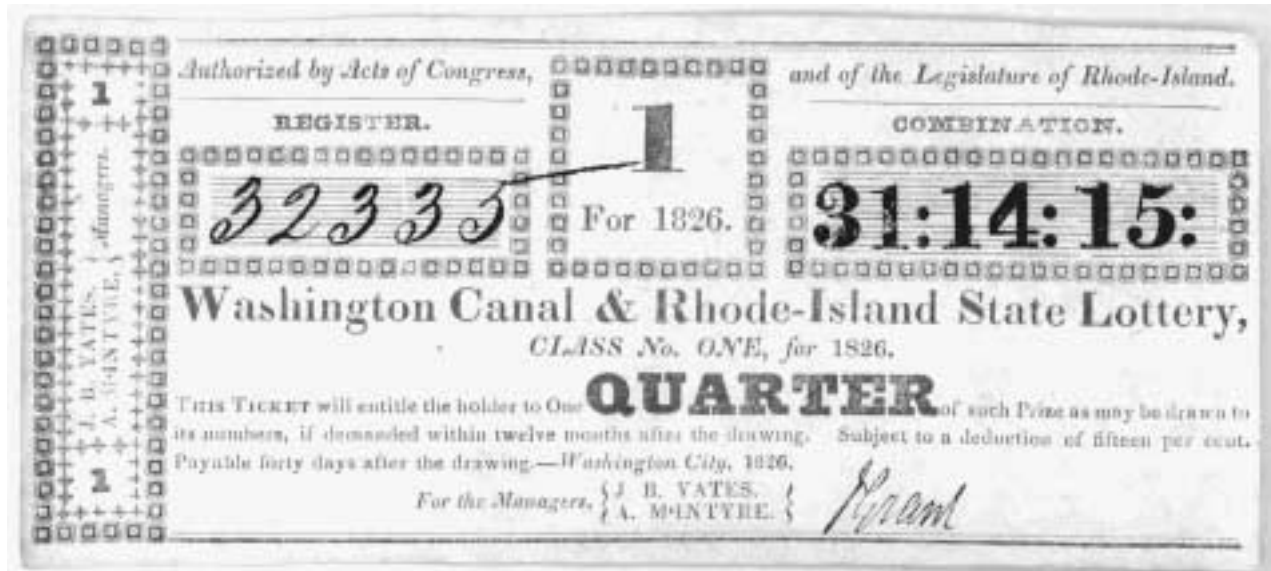 Authorized by Acts of Congress,
and of the Legislature of Rhode-Island.
REGISTER.
32333
1
For 1826.
COMBINATION.
31:14:15:
Washington Canal & Rhode-Island State Lottery,
CLASS No. ONE, for 1826.
THIS TICKET will entitle the holder to One QUARTER of such Prize as may be drawn to
its numbers, if demanded within twelve months after the drawing. Subject to a deduction of fifteen per cent.
Payable forty days after the drawing.—Washington City, 1826.
For the Managers, { J. B. YATES. }
{ A. McINTYRE. }
JGrant
1
J. B. YATES. }
A. McINTYRE. } Managers.
1